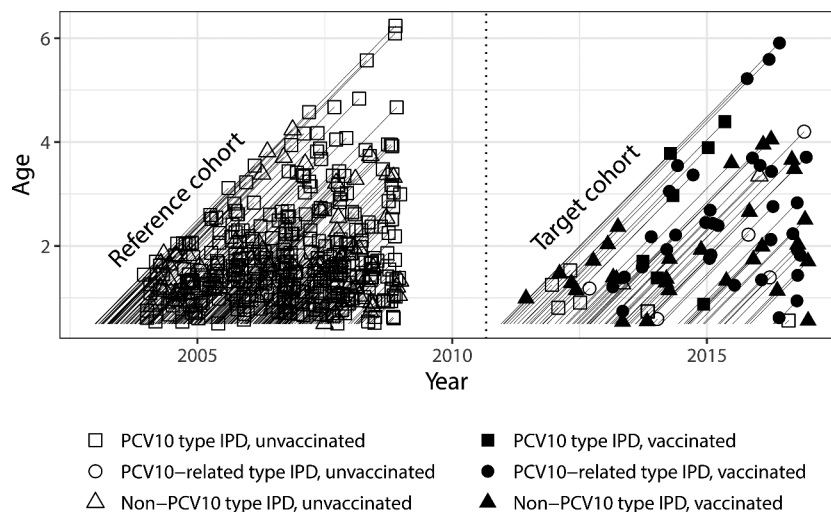 6
4
2
Age
Reference cohort
Target cohort
2005 2010 2015
Year
PCV10 type IPD, unvaccinated
PCV10−related type IPD, unvaccinated
Non−PCV10 type IPD, unvaccinated
PCV10 type IPD, vaccinated
PCV10−related type IPD, vaccinated
Non−PCV10 type IPD, vaccinated